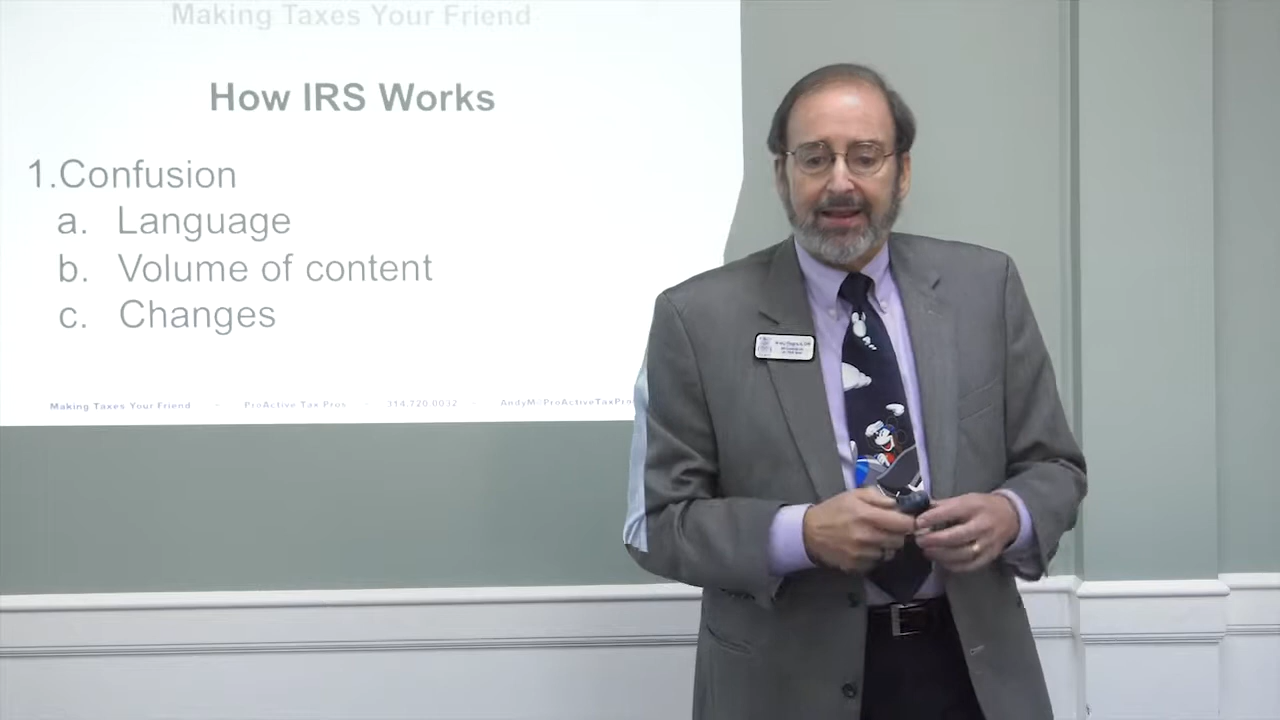 Making Taxes Your Friend
How IRS Works
1.Confusion
a. Language
b. Volume of content
c. Changes
Making Taxes Your Friend - ProActive Tax Pros - 314.720.0032 -